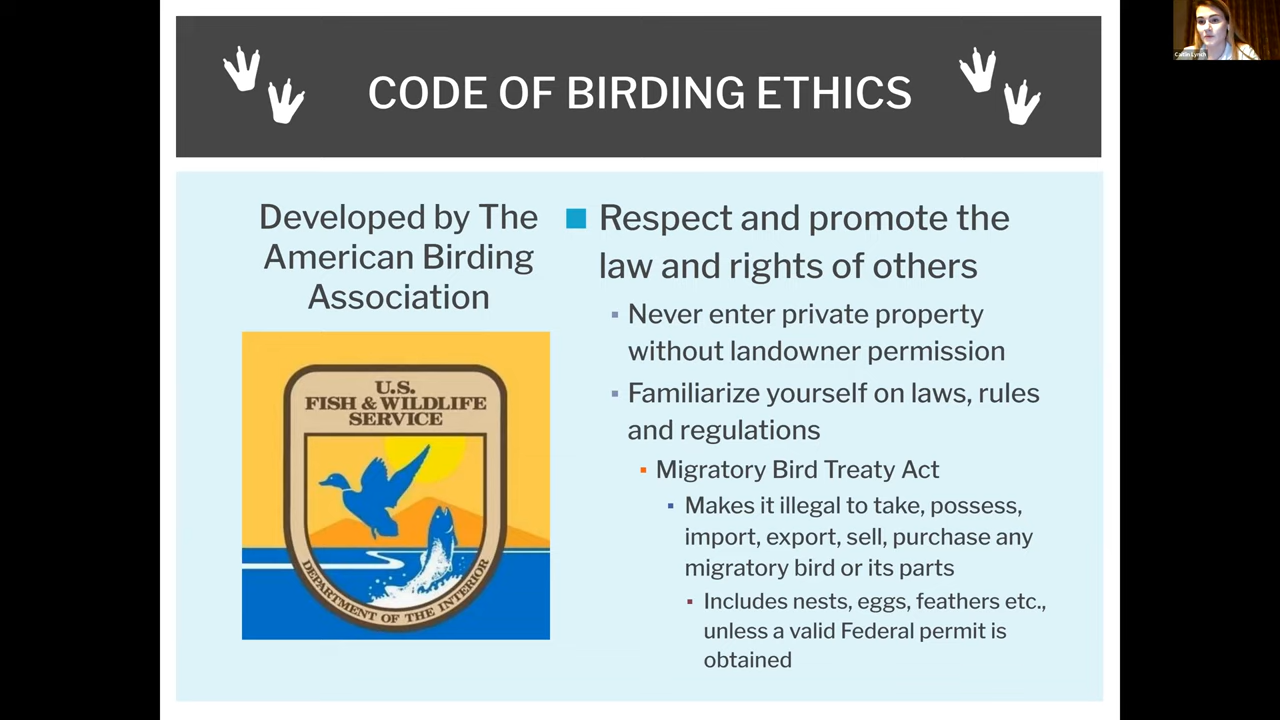 CODE OF BIRDING ETHICS
Developed by The
American Birding
Association
U.S.
FISH & WILDLIFE
SERVICE
DEPARTMENT OF THE INTERIOR
Respect and promote the
law and rights of others
Never enter private property
without landowner permission
Familiarize yourself on laws, rules
and regulations
Migratory Bird Treaty Act
Makes it illegal to take, possess,
import, export, sell, purchase any
migratory bird or its parts
Includes nests, eggs, feathers etc.,
unless a valid Federal permit is
obtained
Caitlin Lynch